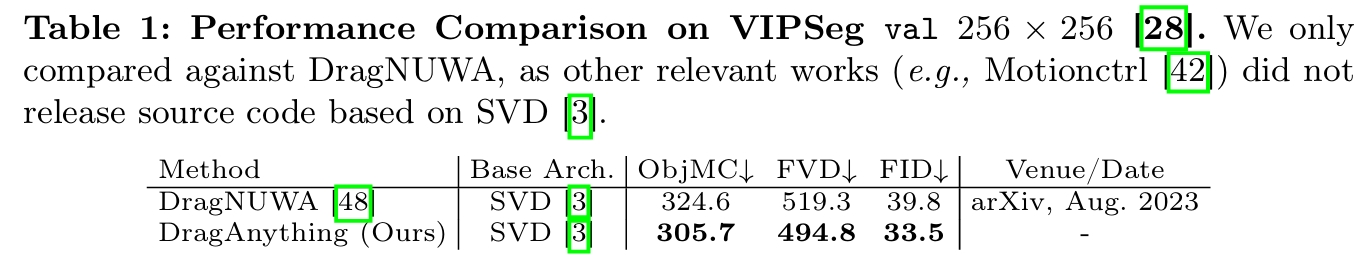 Table 1: Performance Comparison on VIPSeg val 256 × 256 [28]. We only
compared against DragNUWA, as other relevant works (e.g., Motionctrl [42]) did not
release source code based on SVD [3].
Method Base Arch. ObjMC↓ FVD↓ FID↓ Venue/Date
DragNUWA [48] SVD [3] 324.6 519.3 39.8 arXiv, Aug. 2023
DragAnything (Ours) SVD [3] 305.7 494.8 33.5 -